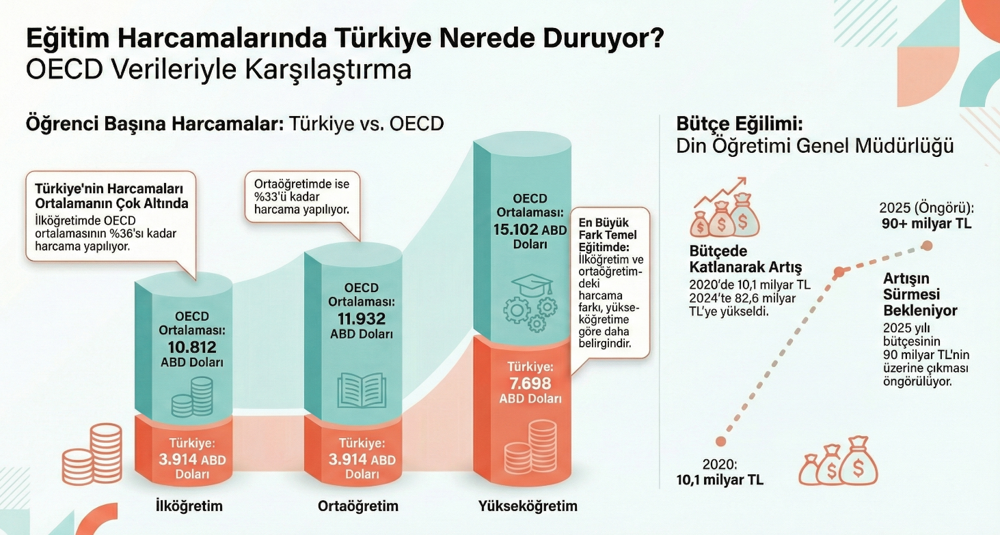 Eğitim Harcamalarında Türkiye Nerede Duruyor?
OECD Verileriyle Karşılaştırma
Öğrenci Başına Harcamalar: Türkiye vs. OECD
Türkiye'nin Harcamaları
Ortalamanın Çok Altında
İlköğretimde OECD
ortalamasının %36'sı kadar
harcama yapılıyor.
OECD
Ortalaması:
10.812
ABD Doları
Türkiye:
3.914 ABD
Doları
İlköğretim
Ortaöğretimde ise
%33'ü kadar
harcama yapılıyor.
OECD
Ortalaması:
11.932
ABD Doları
Türkiye:
3.914 ABD
Doları
Ortaöğretim
OECD
Ortalaması:
15.102 ABD
Doları
Türkiye:
7.698
ABD Doları
Yükseköğretim
En Büyük
Fark Temel
Eğitimde:
İlköğretim ve
ortaöğretim-
deki
harcama
farkı, yükse-
köğretime
göre daha
belirgindir.
Bütçe Eğilimi:
Din Öğretimi Genel Müdürlüğü
Bütçede
Katlanarak Artış
2020'de 10,1 milyar TL
2024'te 82,6 milyar
TL'ye yükseldi.
2025 (Öngörü):
90+ milyar TL
Artışın
Sürmesi
Bekleniyor
2025 yılı
bütçesinin
90 milyar TL'nin
üzerine çıkması
öngörülüyor.
2020:
10,1 milyar TL